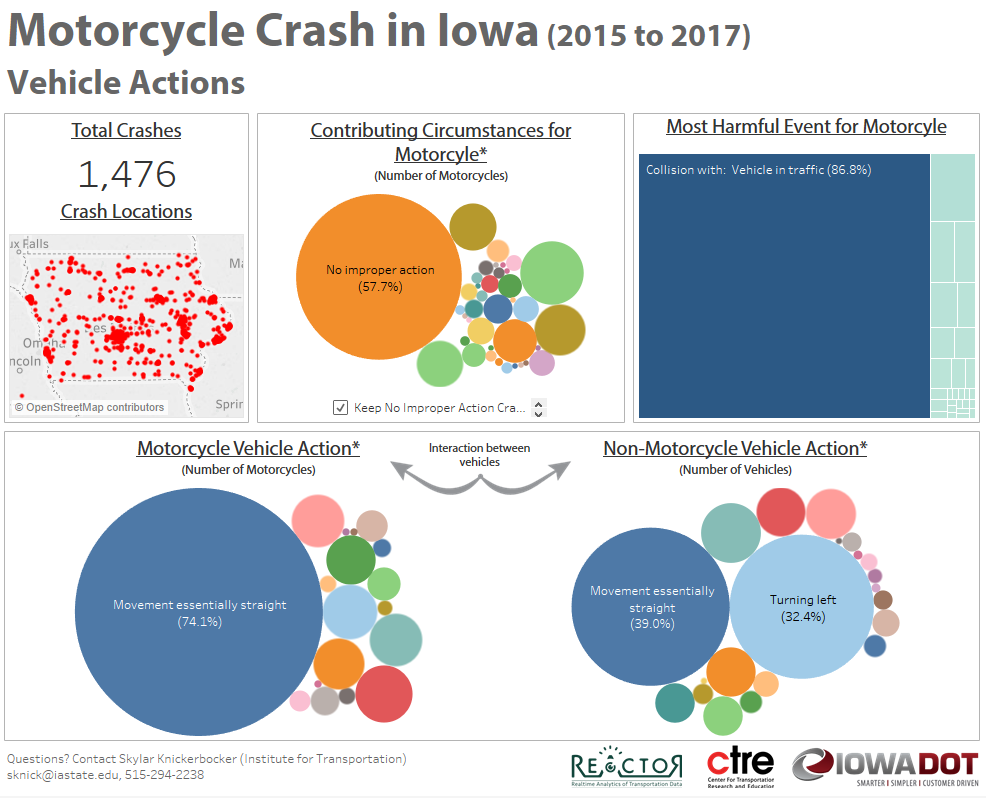 Motorcycle Crash in Iowa (2015 to 2017)
Vehicle Actions
Total Crashes
1,476
Crash Locations
ux Falls
Ma
es
Omaha
ncoln
© OpenStreetMap contributors
Sprir
Contributing Circumstances for
Motorcyle*
(Number of Motorcycles)
No improper action
(57.7%)
Keep No Improper Action Cra...
Most Harmful Event for Motorcyle
Collision with: Vehicle in traffic (86.8%)
Motorcycle Vehicle Action*
(Number of Motorcycles)
Movement essentially straight
(74.1%)
Interaction between
vehicles
Non-Motorcycle Vehicle Action*
(Number of Vehicles)
Movement essentially
straight
(39.0%)
Turning left
(32.4%)
Questions? Contact Skylar Knickerbocker (Institute for Transportation)
sknick@iastate.edu, 515-294-2238
REACTOR
Realtime Analytics of Transportation Data
ctre
Center For Transportation
Research and Education
IOWADOT
SMARTER | SIMPLER | CUSTOMER DRIVEN